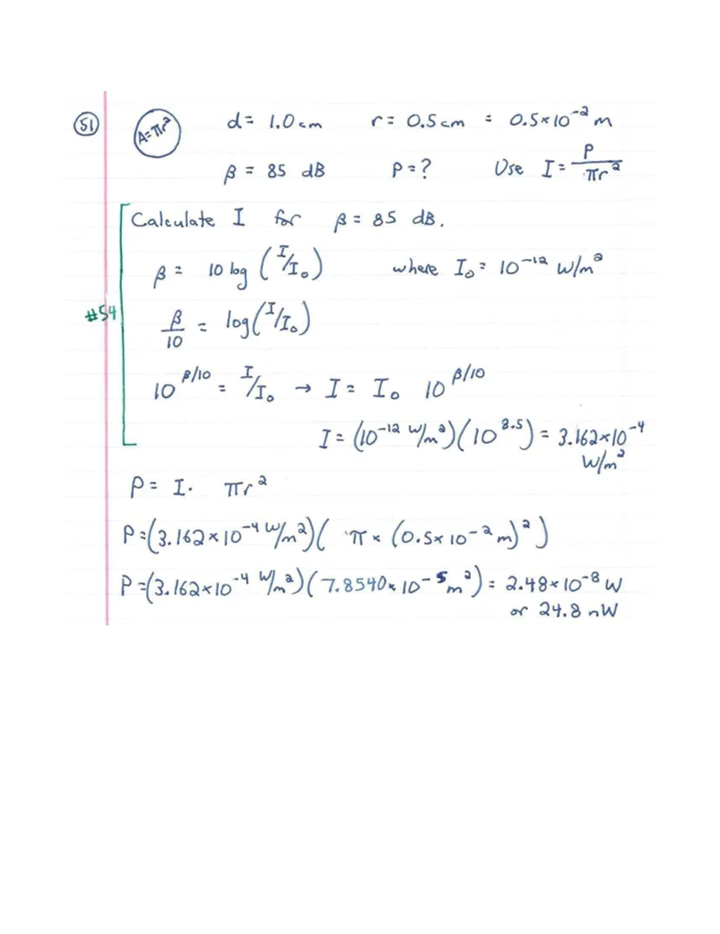 51 A=πr² d= 1.0 cm r= 0.5 cm = 0.5×10⁻² m
β = 85 dB P=? Use I= P/πr²
Calculate I for β= 85 dB.
β = 10 log (I/I₀) where I₀= 10⁻¹² W/m²
#54
β/10 = log(I/I₀)
10^β/10 = I/I₀ → I= I₀ 10^β/10
I= (10⁻¹² W/m²)(10^8.5) = 3.162×10⁻⁴ W/m²
P= I· πr²
P=(3.162×10⁻⁴ W/m²)( π× (0.5×10⁻² m)²)
P=(3.162×10⁻⁴ W/m²)(7.8540×10⁻⁵ m²)= 2.48×10⁻⁸ W
or 24.8 nW